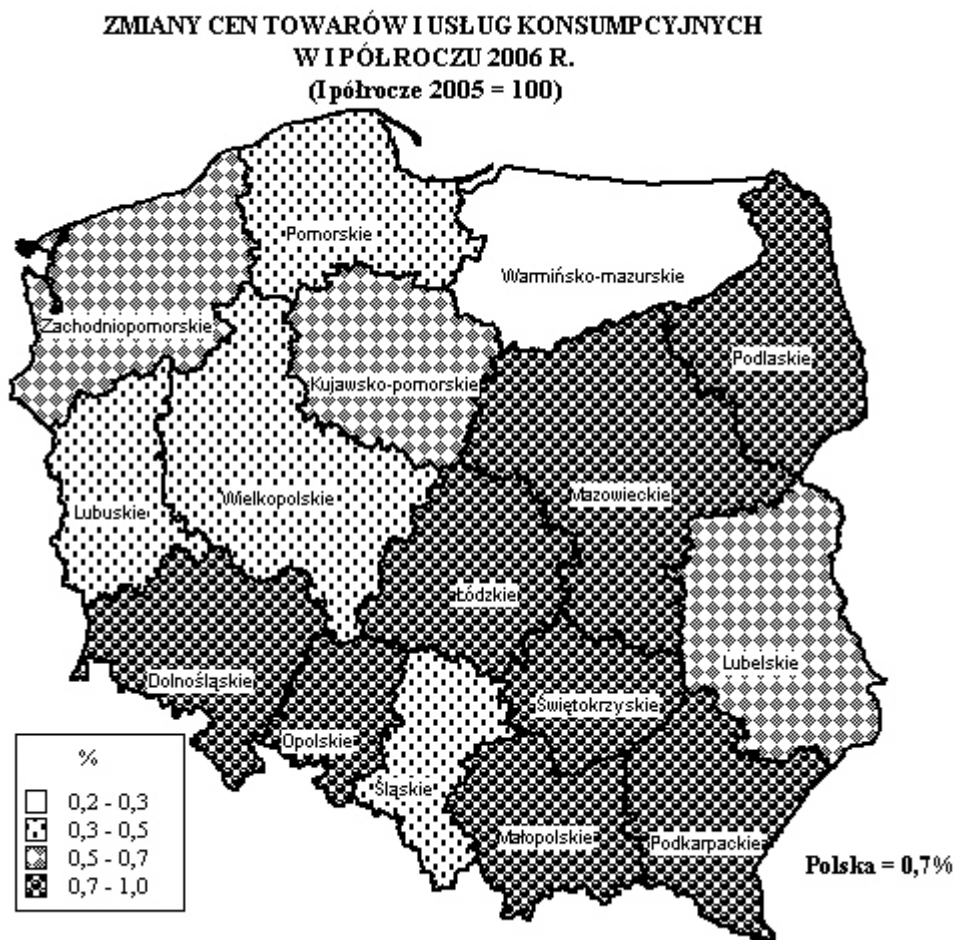 ZMIANY CEN TOWARÓW I USŁUG KONSUMPCYJNYCH
W I PÓŁROCZU 2006 R.
(I półrocze 2005 = 100)
Pomorskie
Warmińsko-mazurskie
Zachodniopomorskie
Podlaskie
Kujawsko-pomorskie
Mazowieckie
Wielkopolskie
Lubuskie
Łódzkie
Lubelskie
Dolnośląskie
Świętokrzyskie
Opolskie
Śląskie
Małopolskie
Podkarpackie
%
0,2 - 0,3
0,3 - 0,5
0,5 - 0,7
0,7 - 1,0
Polska = 0,7%